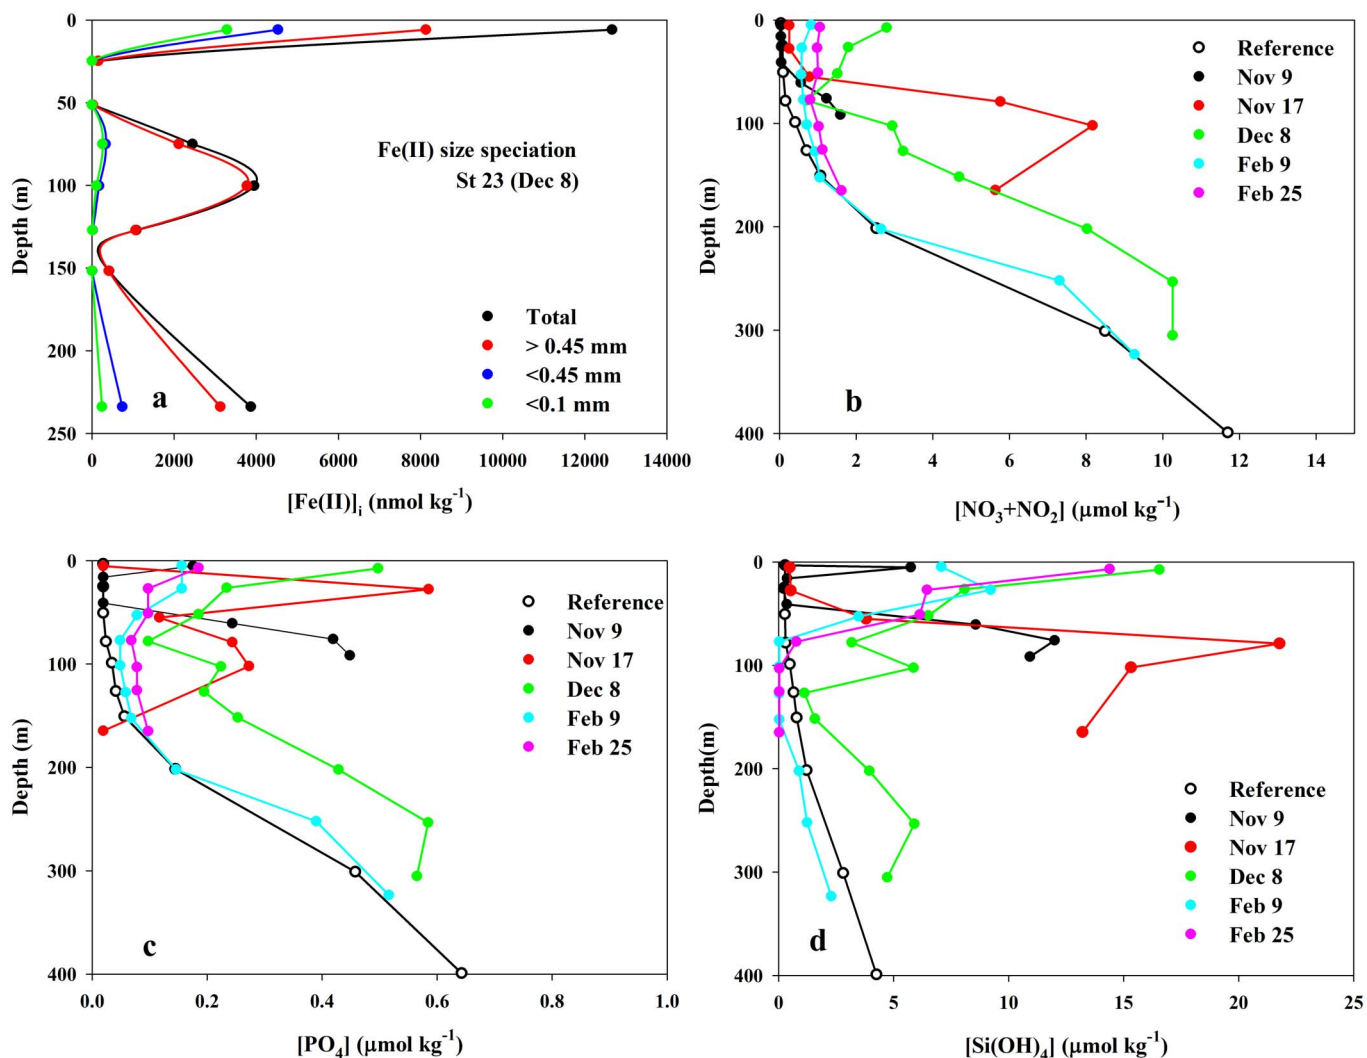 0
50
100
150
200
250
Depth (m)
0
2000
4000
6000
8000
10000
12000
14000
[Fe(II)]i (nmol kg-1)
Fe(II) size speciation
St 23 (Dec 8)
Total
> 0.45 mm
<0.45 mm
<0.1 mm
a
0
100
200
300
400
Depth (m)
0
2
4
6
8
10
12
14
[NO3+NO2] (μmol kg-1)
Reference
Nov 9
Nov 17
Dec 8
Feb 9
Feb 25
b
0
100
200
300
400
Depth (m)
0.0
0.2
0.4
0.6
0.8
1.0
[PO4] (μmol kg-1)
Reference
Nov 9
Nov 17
Dec 8
Feb 9
Feb 25
c
0
100
200
300
400
Depth(m)
0
5
10
15
20
25
[Si(OH)4] (μmol kg-1)
Reference
Nov 9
Nov 17
Dec 8
Feb 9
Feb 25
d